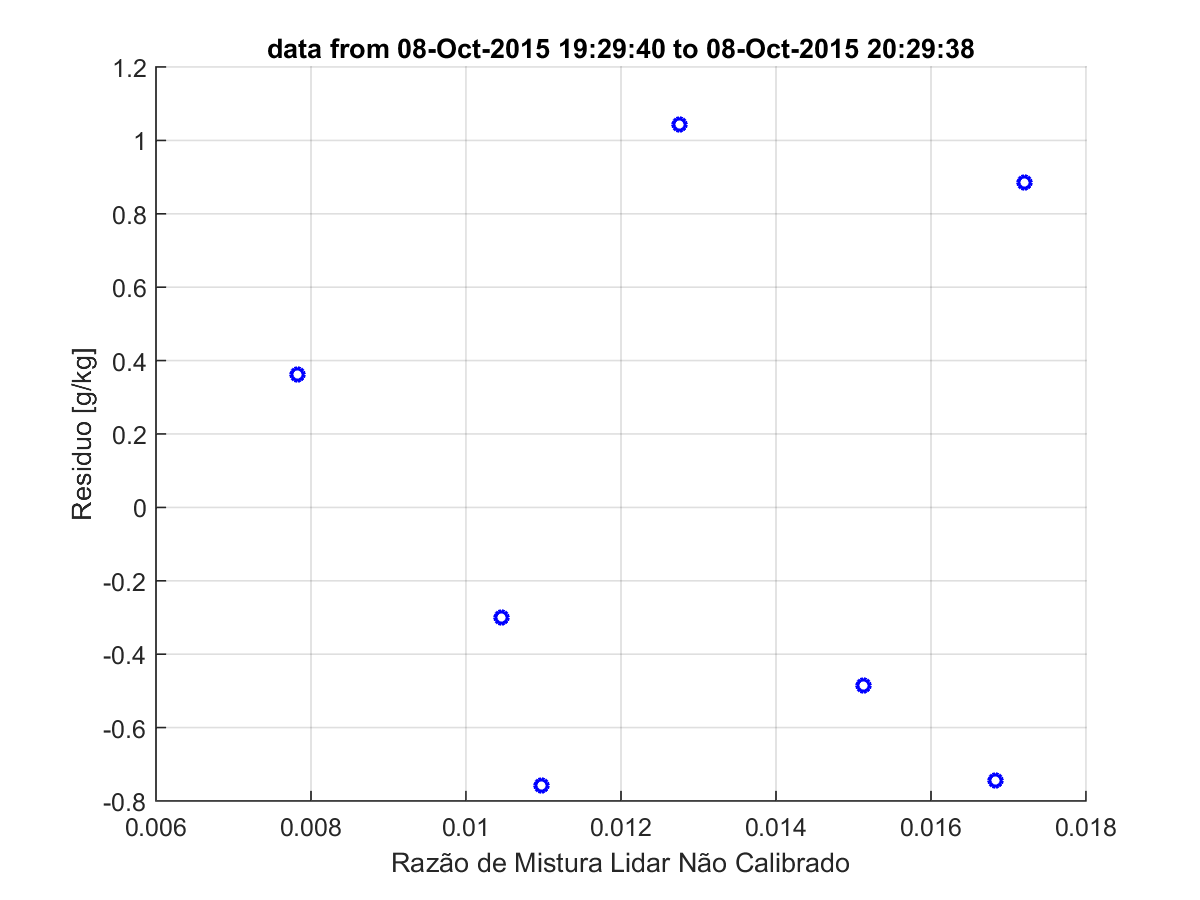 data from 08-Oct-2015 19:29:40 to 08-Oct-2015 20:29:38
1.2
1
0.8
0.6
0.4
0.2
0
-0.2
-0.4
-0.6
-0.8
Residuo [g/kg]
0.006 0.008 0.01 0.012 0.014 0.016 0.018
Razão de Mistura Lidar Não Calibrado